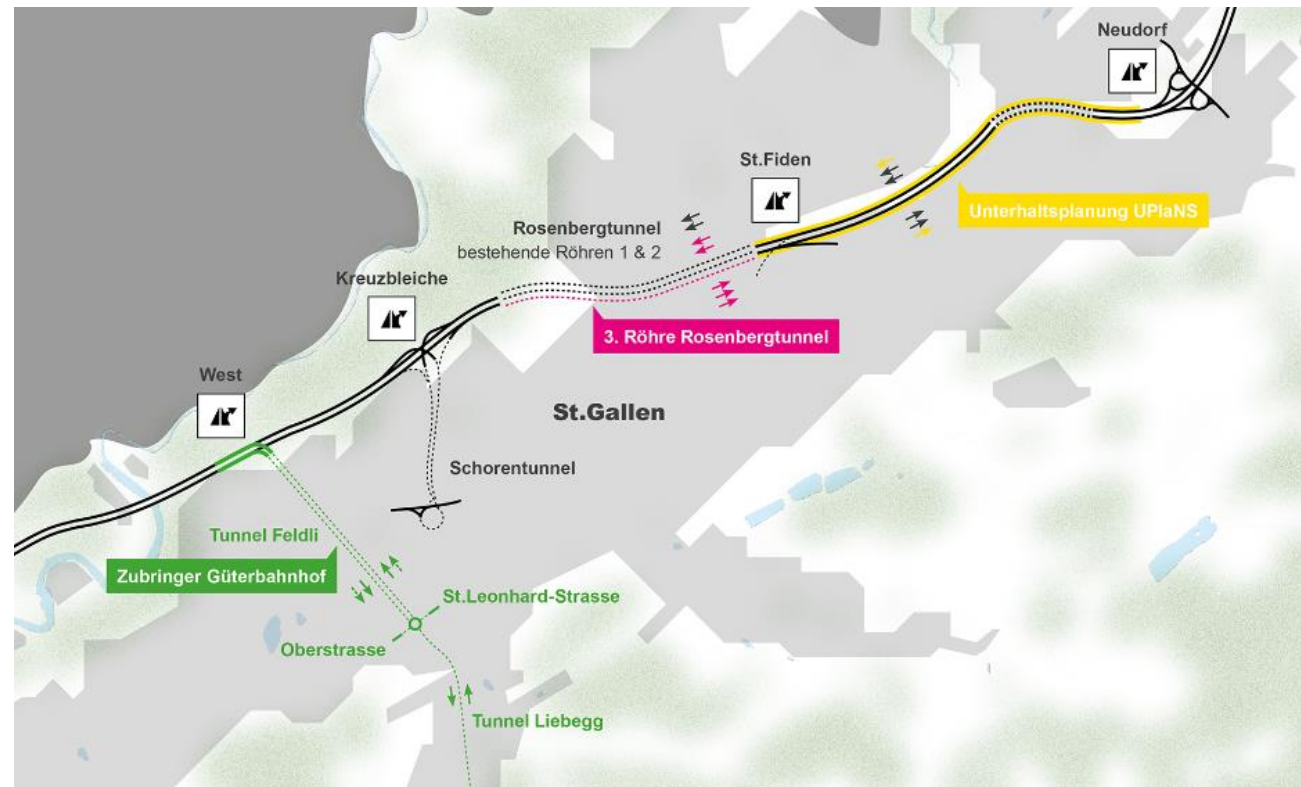 Neudorf
St.Fiden
Unterhaltsplanung UPlaNS
Rosenbergtunnel
bestehende Röhren 1 & 2
Kreuzbleiche
3. Röhre Rosenbergtunnel
West
St.Gallen
Schorentunnel
Tunnel Feldli
Zubringer Güterbahnhof
St.Leonhard-Strasse
Oberstrasse
Tunnel Liebegg